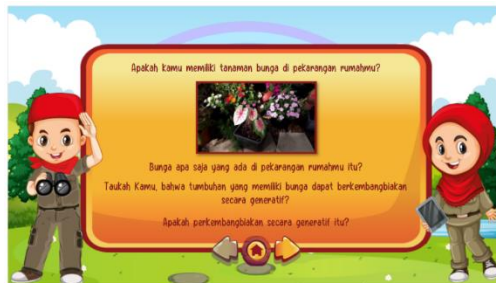 Apakah kamu memiliki tanaman bunga di pekarangan rumahmu?
Bunga apa saja yang ada di pekarangan rumahmu itu?
Taukah Kamu, bahwa tumbuhan yang memiliki bunga dapat berkembangbiakan
secara generatif?
Apakah perkembangbiakan secara generatif itu?